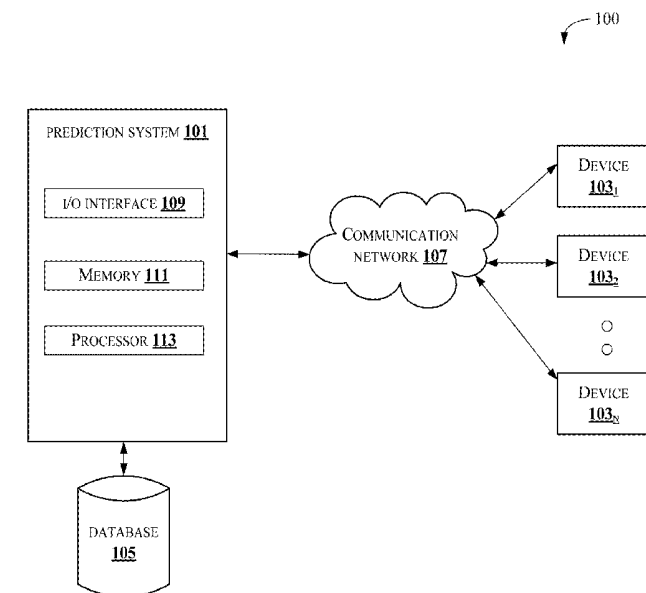 100
PREDICTION SYSTEM 101
I/O INTERFACE 109
MEMORY 111
PROCESSOR 113
COMMUNICATION
NETWORK 107
DEVICE
103₁
DEVICE
103₂
DEVICE
103ₙ
DATABASE
105